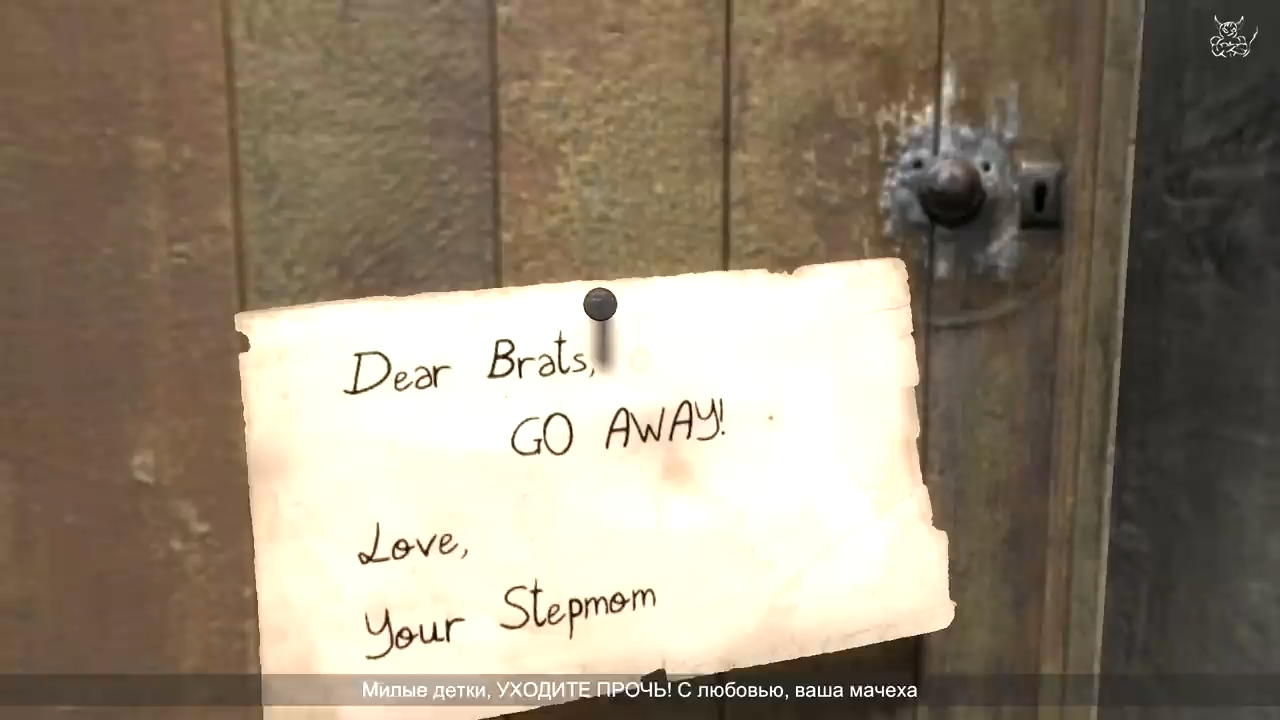 Dear Brats,
GO AWAY!
Love,
Your Stepmom
Милые детки, УХОДИТЕ ПРОЧЬ! С любовью, ваша мачеха